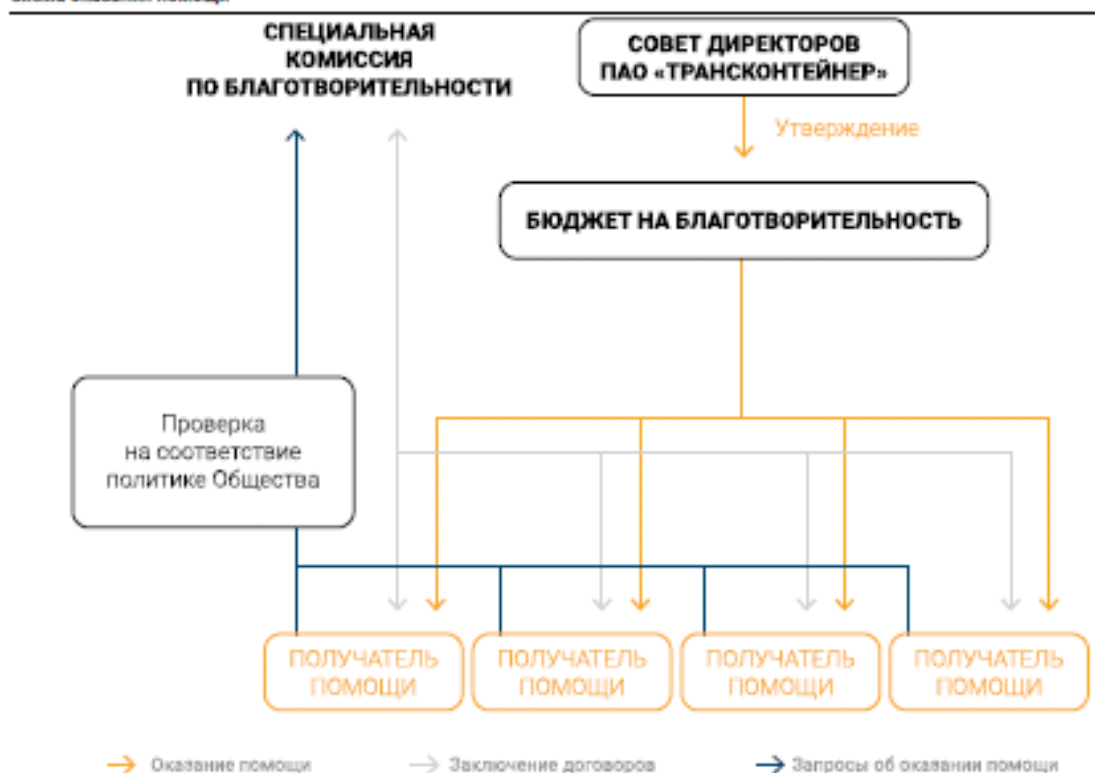 СПЕЦИАЛЬНАЯ
КОМИССИЯ
ПО БЛАГОТВОРИТЕЛЬНОСТИ
СОВЕТ ДИРЕКТОРОВ
ПАО «ТРАНСКОНТЕЙНЕР»
Утверждение
БЮДЖЕТ НА БЛАГОТВОРИТЕЛЬНОСТЬ
Проверка
на соответствие
политике Общества
ПОЛУЧАТЕЛЬ
ПОМОЩИ
ПОЛУЧАТЕЛЬ
ПОМОЩИ
ПОЛУЧАТЕЛЬ
ПОМОЩИ
ПОЛУЧАТЕЛЬ
ПОМОЩИ
Оказание помощи
Заключение договоров
Запросы об оказании помощи